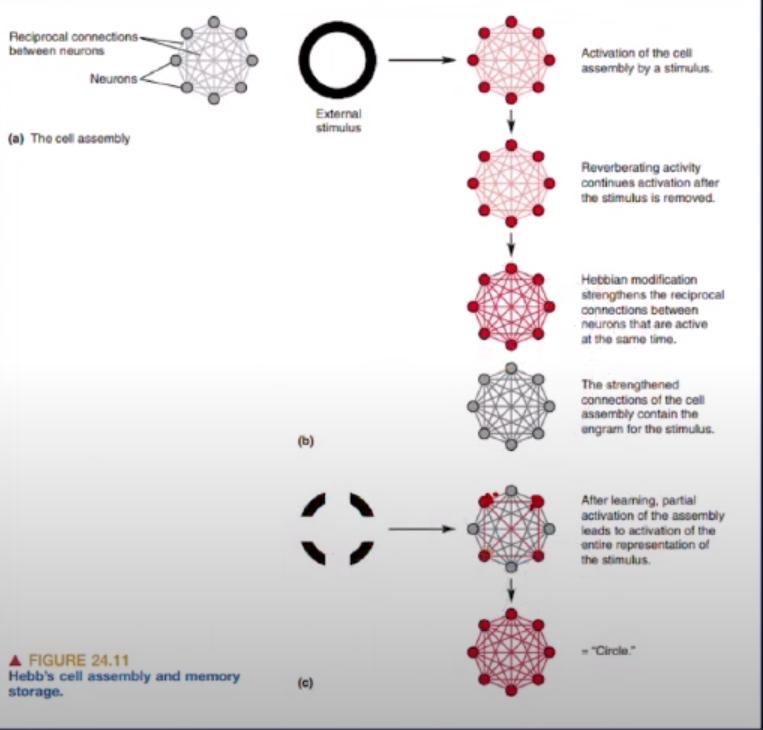 Reciprocal connections
between neurons
Neurons
(a) The cell assembly
External
stimulus
Activation of the cell
assembly by a stimulus.
Reverberating activity
continues activation after
the stimulus is removed.
Hebbian modification
strengthens the reciprocal
connections between
neurons that are active
at the same time.
The strengthened
connections of the cell
assembly contain the
engram for the stimulus.
(b)
After learning, partial
activation of the assembly
leads to activation of the
entire representation of
the stimulus.
= "Circle."
(c)
▲ FIGURE 24.11
Hebb's cell assembly and memory
storage.